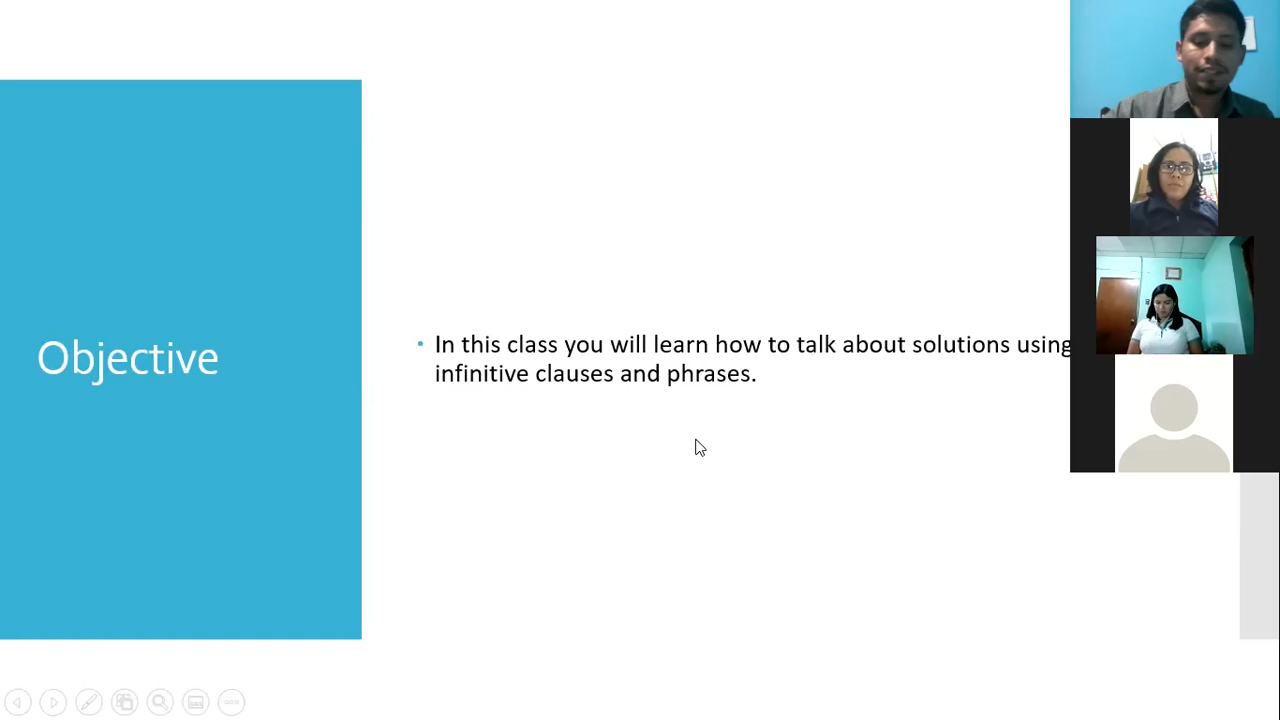 Objective
In this class you will learn how to talk about solutions using
infinitive clauses and phrases.